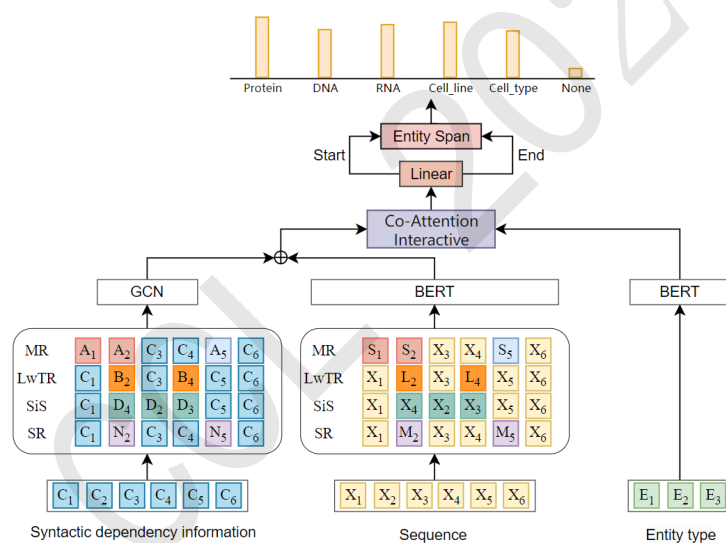 Protein DNA RNA Cell_line Cell_type None
Entity Span
Start End
Linear
Co-Attention
Interactive
GCN BERT BERT
MR A1 A2 C3 C4 A5 C6 MR S1 S2 X3 X4 S5 X6
LwTR C1 B2 C3 B4 C5 C6 LwTR X1 L2 X3 L4 X5 X6
SiS C1 D4 D2 D3 C5 C6 SiS X1 X4 X2 X3 X5 X6
SR C1 N2 C3 C4 N5 C6 SR X1 M2 X3 X4 M5 X6
C1 C2 C3 C4 C5 C6 X1 X2 X3 X4 X5 X6 E1 E2 E3
Syntactic dependency information Sequence Entity type